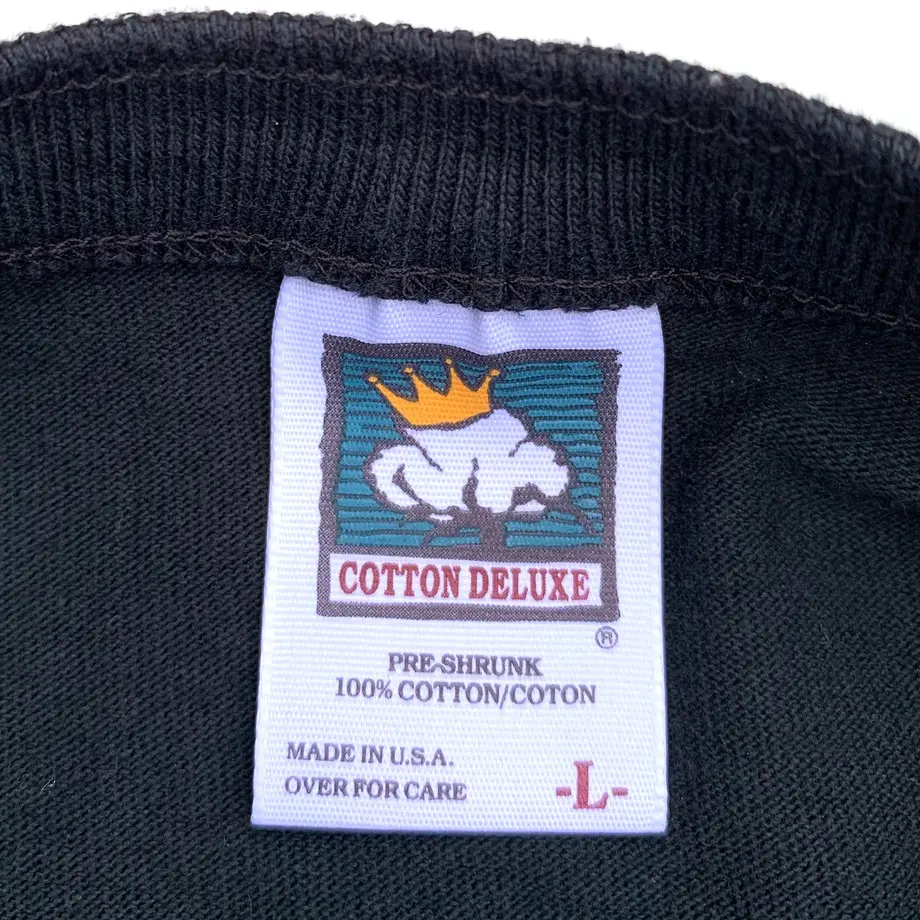 COTTON DELUXE
®
PRE-SHRUNK
100% COTTON/COTON
MADE IN U.S.A.
OVER FOR CARE
-L-